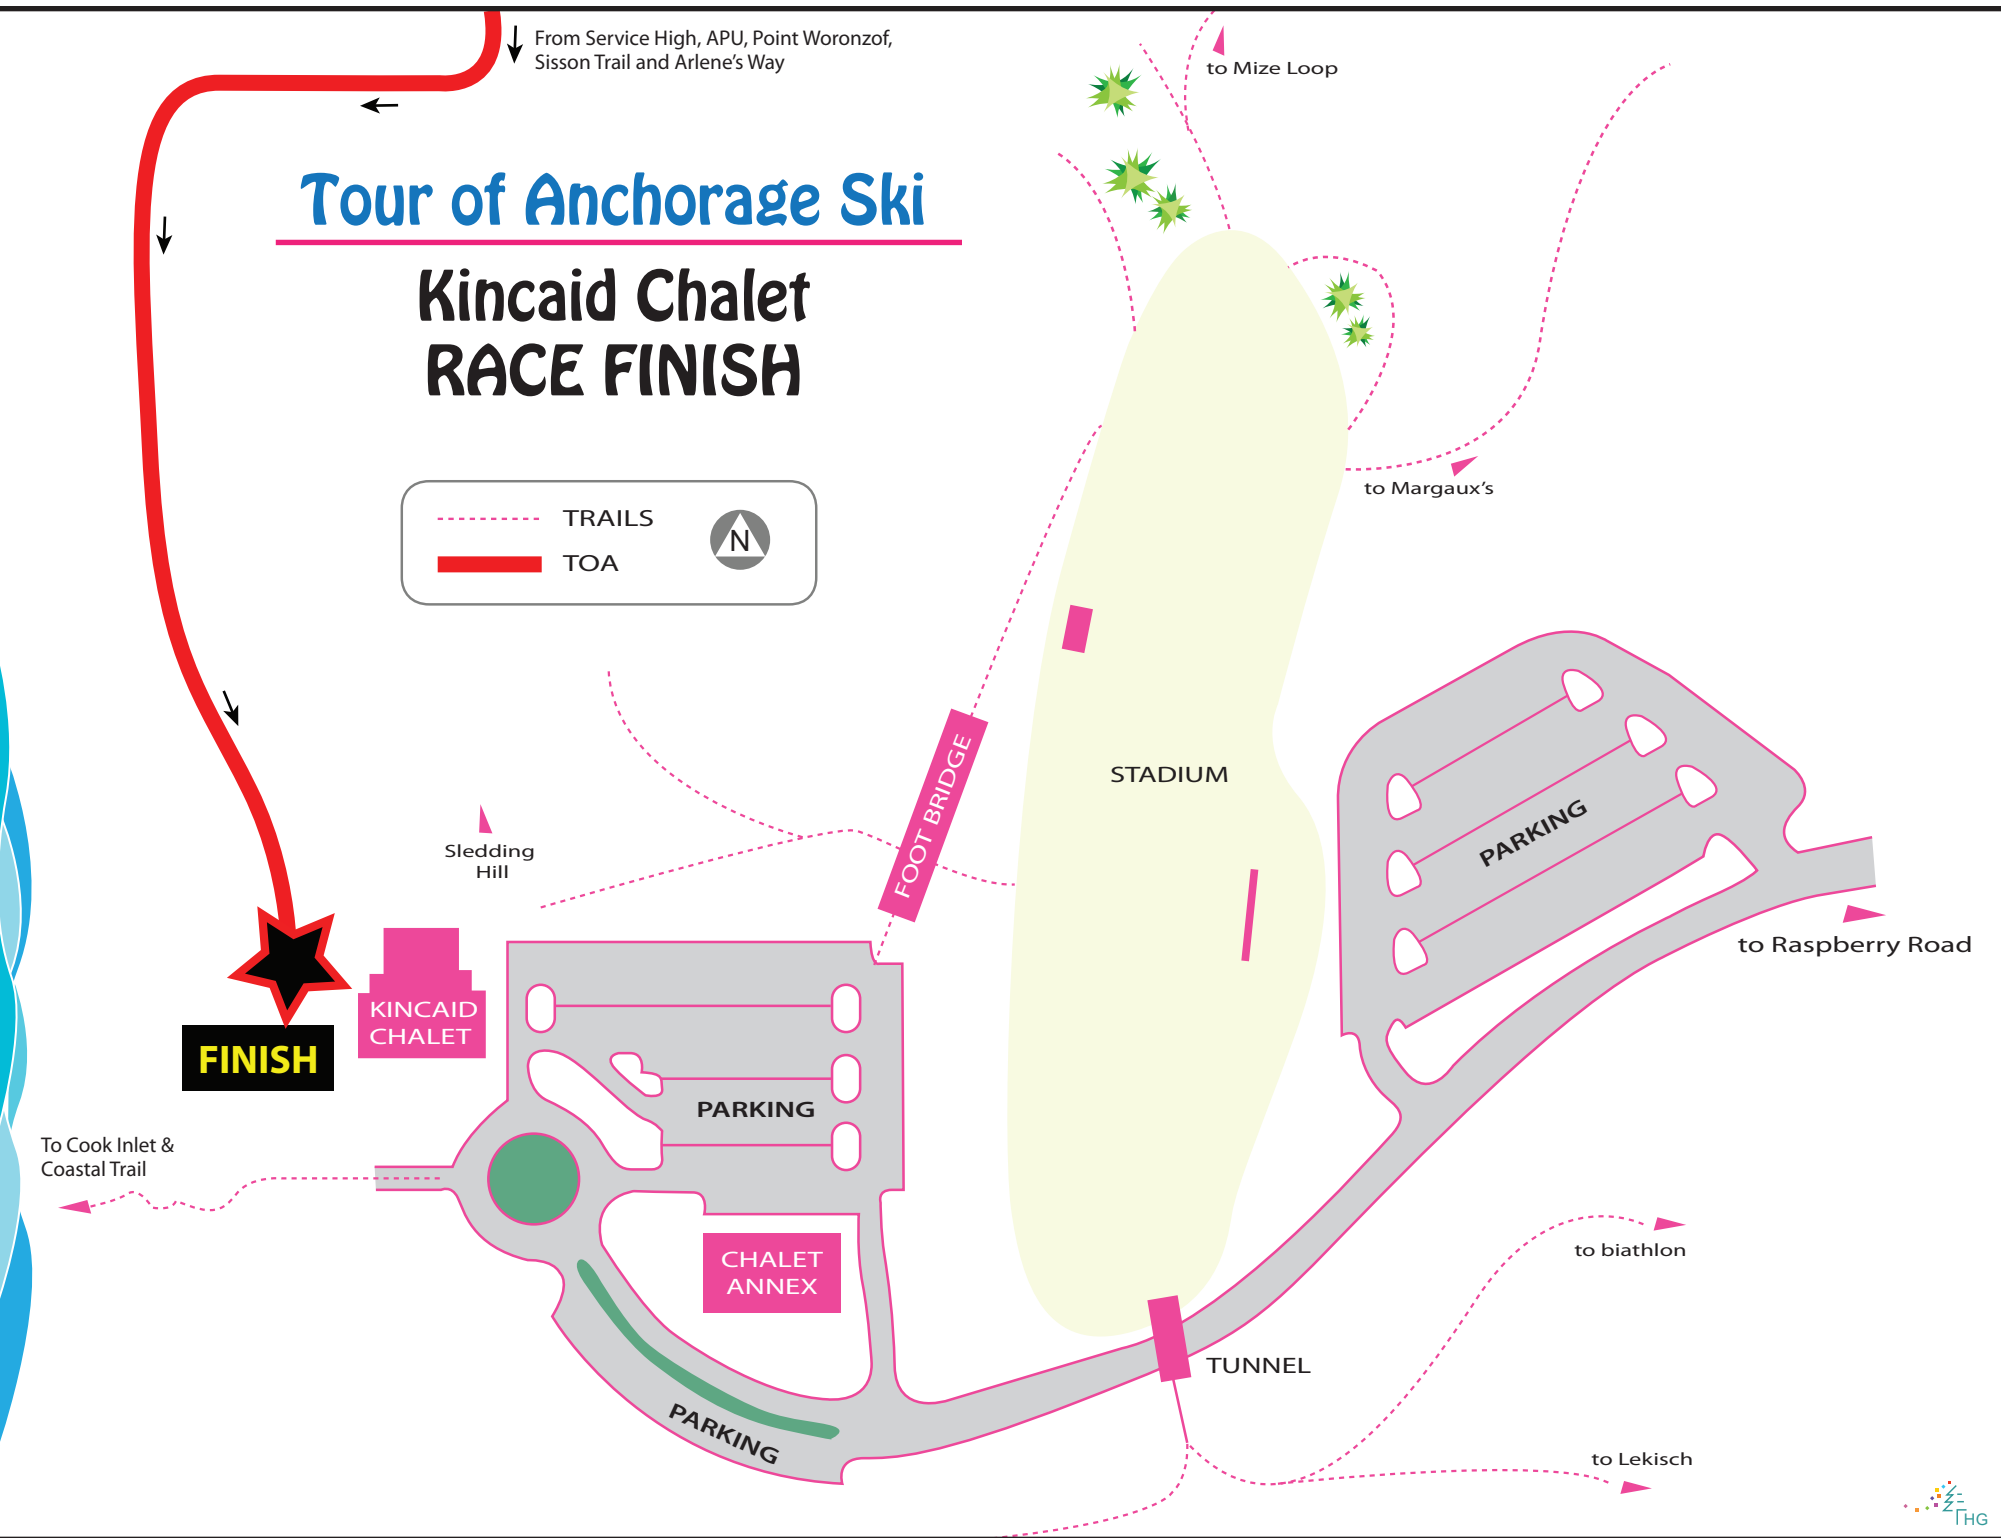 From Service High, APU, Point Woronzof,
Sisson Trail and Arlene's Way
to Mize Loop
Tour of Anchorage Ski
Kincaid Chalet
RACE FINISH
TRAILS
TOA
N
to Margaux's
STADIUM
FOOT BRIDGE
PARKING
Sledding
Hill
to Raspberry Road
KINCAID
CHALET
FINISH
PARKING
To Cook Inlet &
Coastal Trail
CHALET
ANNEX
to biathlon
TUNNEL
PARKING
to Lekisch
HG